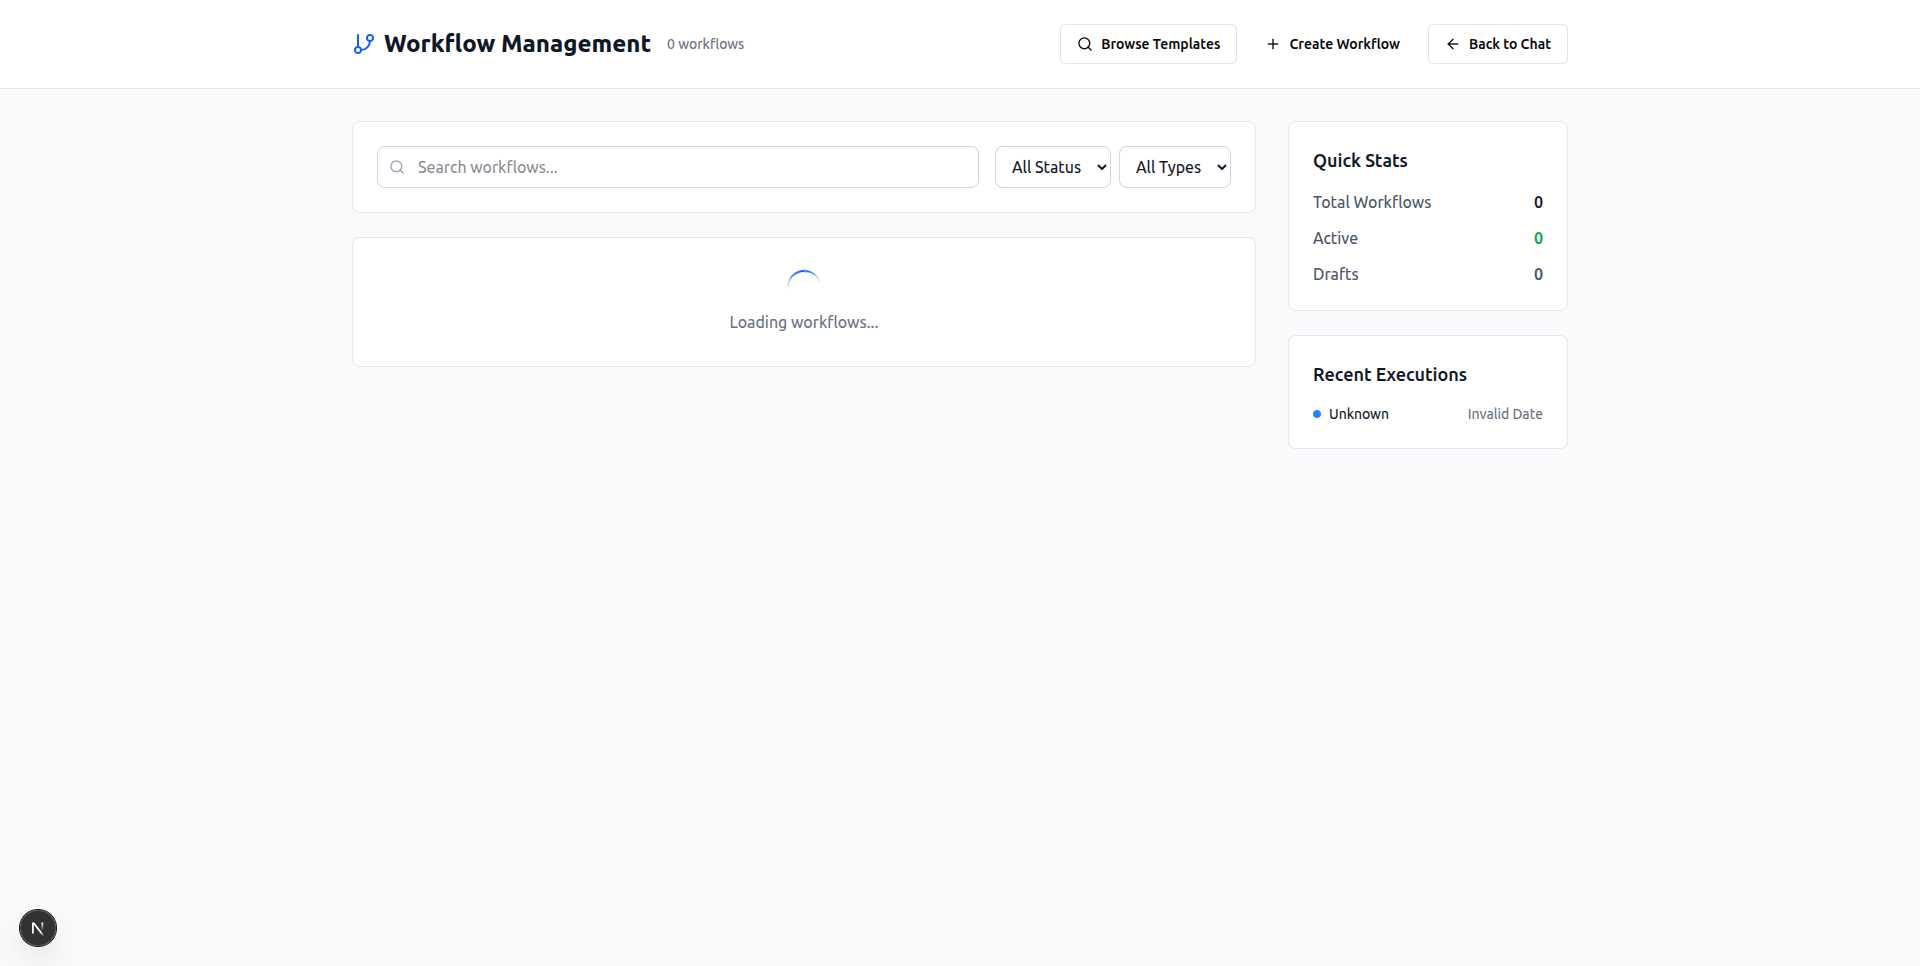 Workflow Management
0 workflows
Browse Templates
Create Workflow
Back to Chat
Search workflows...
All Status
All Types
Loading workflows...
Quick Stats
Total Workflows 0
Active 0
Drafts 0
Recent Executions
Unknown Invalid Date
N